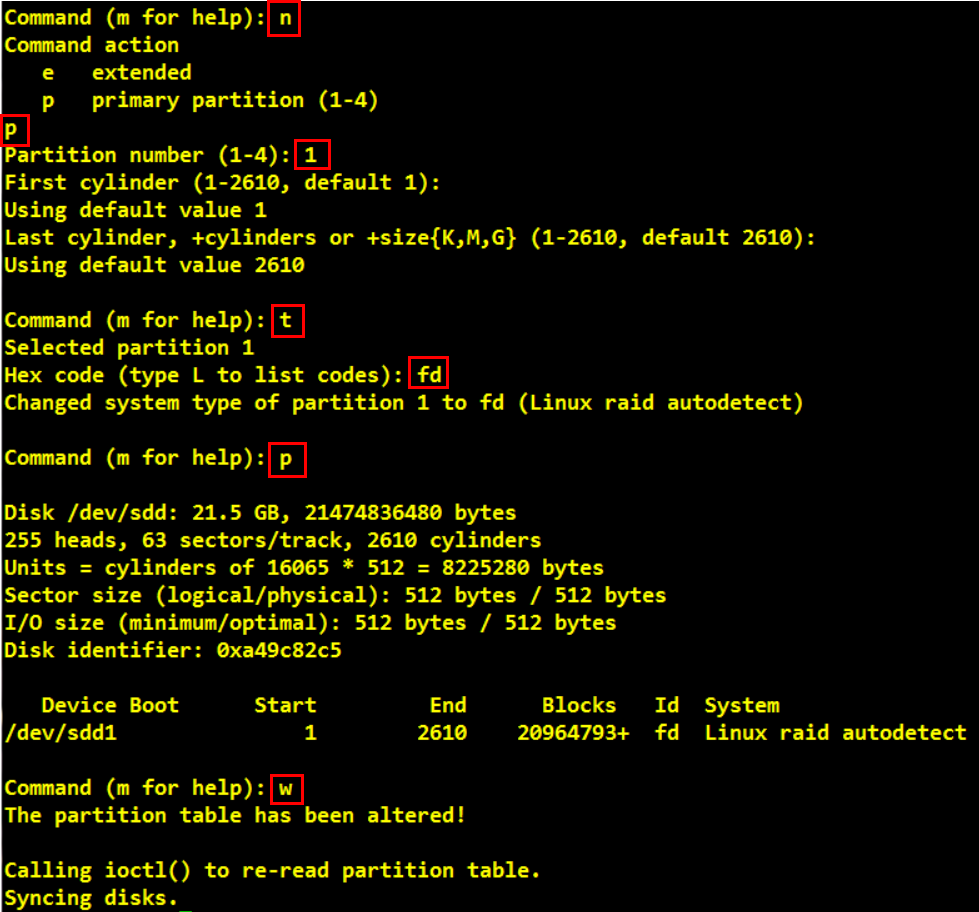 Command (m for help): n
Command action
   e   extended
   p   primary partition (1-4)
p
Partition number (1-4): 1
First cylinder (1-2610, default 1):
Using default value 1
Last cylinder, +cylinders or +size{K,M,G} (1-2610, default 2610):
Using default value 2610

Command (m for help): t
Selected partition 1
Hex code (type L to list codes): fd
Changed system type of partition 1 to fd (Linux raid autodetect)

Command (m for help): p

Disk /dev/sdd: 21.5 GB, 21474836480 bytes
255 heads, 63 sectors/track, 2610 cylinders
Units = cylinders of 16065 * 512 = 8225280 bytes
Sector size (logical/physical): 512 bytes / 512 bytes
I/O size (minimum/optimal): 512 bytes / 512 bytes
Disk identifier: 0xa49c82c5

   Device Boot      Start         End      Blocks   Id  System
/dev/sdd1               1        2610    20964793+  fd  Linux raid autodetect

Command (m for help): w
The partition table has been altered!

Calling ioctl() to re-read partition table.
Syncing disks.